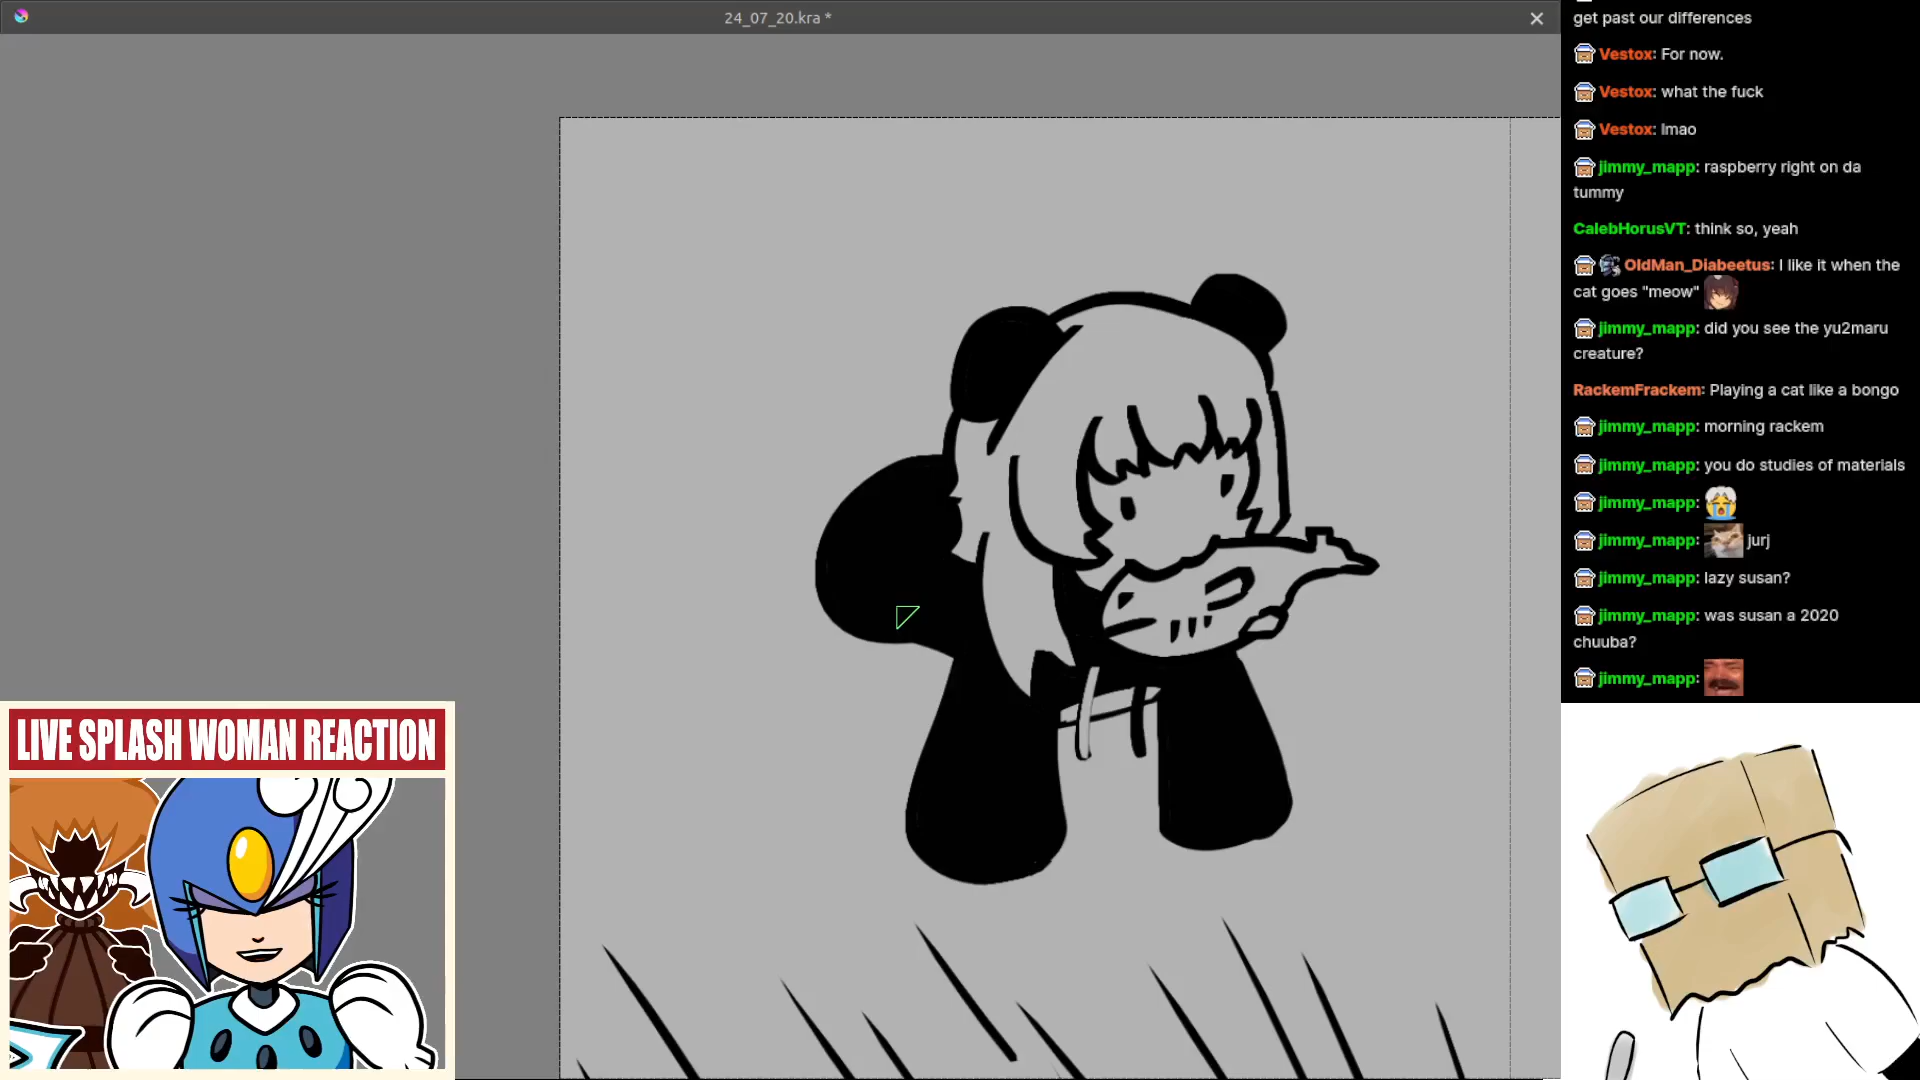 24_07_20.kra *
get past our differences
Vestox: For now.
Vestox: what the fuck
Vestox: lmao
jimmy_mapp: raspberry right on da
tummy
CalebHorusVT: think so, yeah
OldMan_Diabeetus: I like it when the
cat goes "meow"
jimmy_mapp: did you see the yu2maru
creature?
RackemFrackem: Playing a cat like a bongo
jimmy_mapp: morning rackem
jimmy_mapp: you do studies of materials
jimmy_mapp:
jimmy_mapp: jurj
jimmy_mapp: lazy susan?
jimmy_mapp: was susan a 2020
chuuba?
jimmy_mapp:
LIVE SPLASH WOMAN REACTION